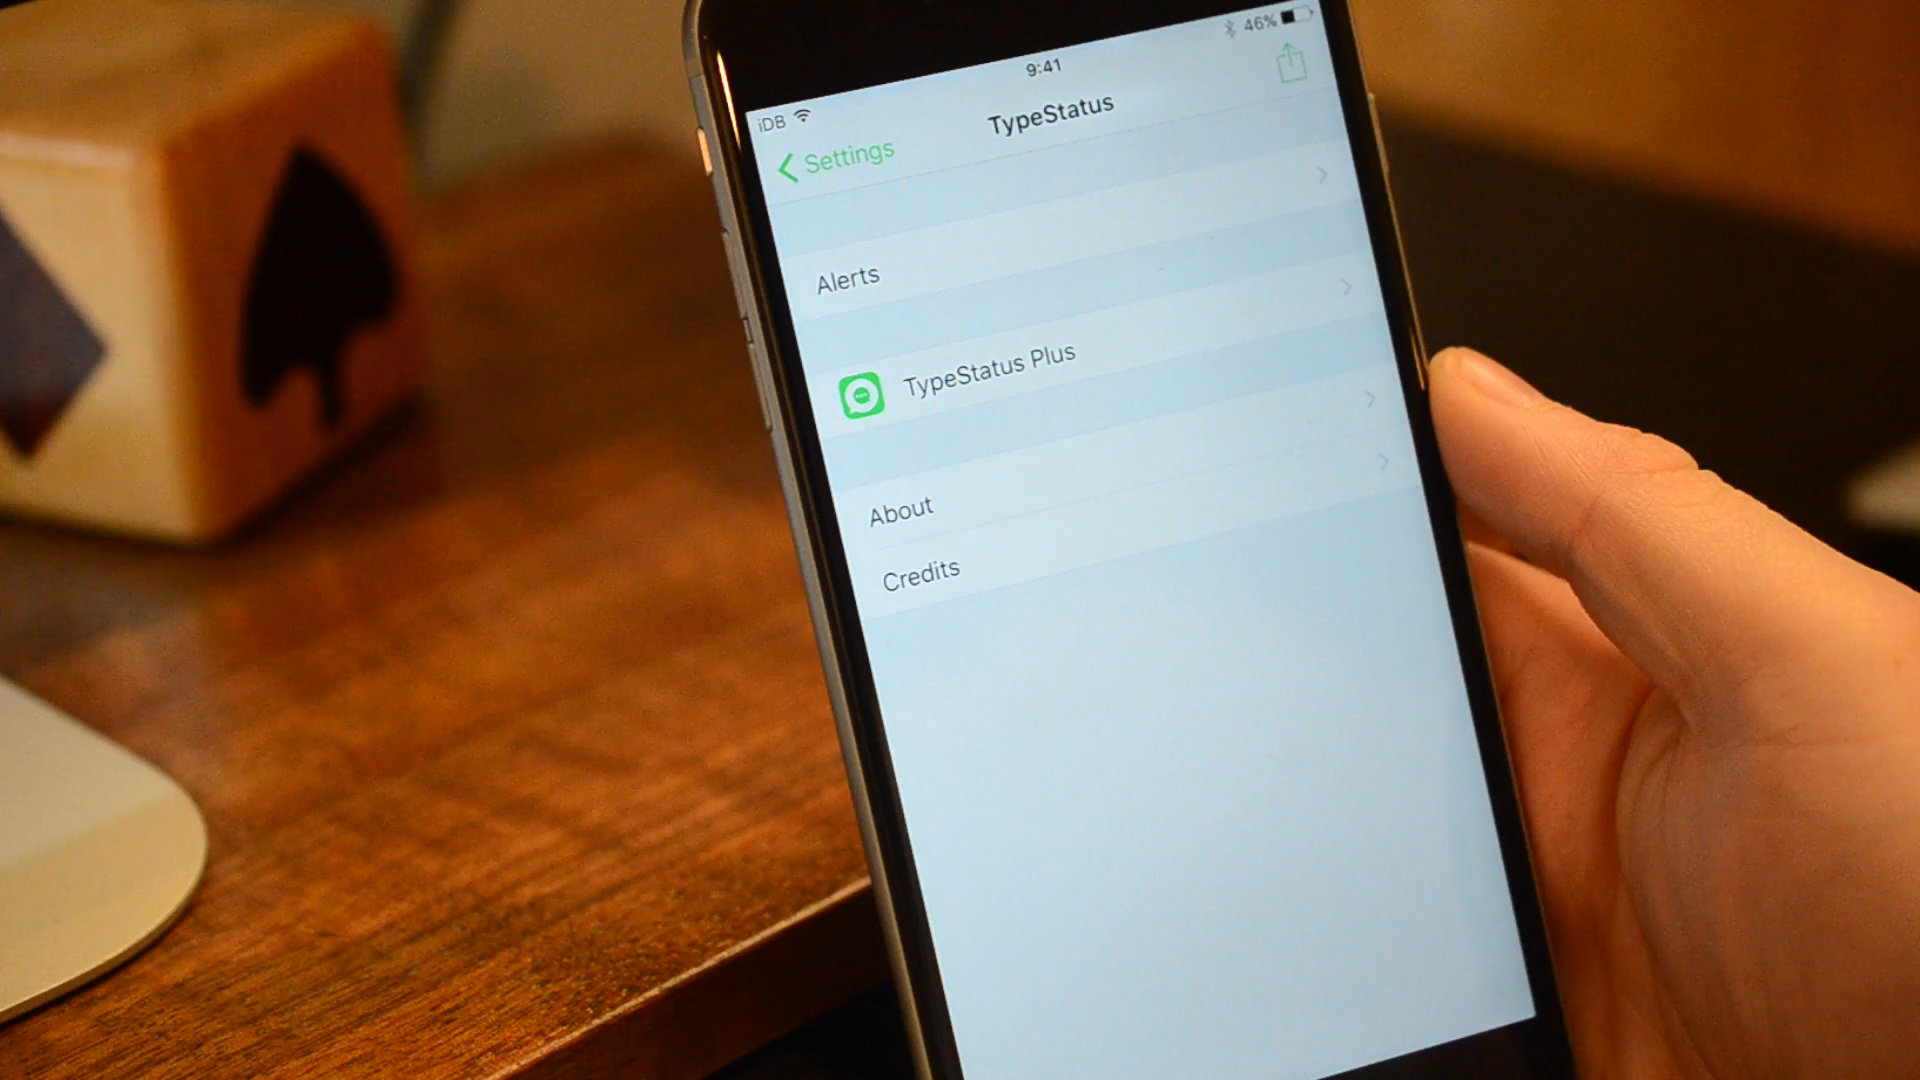 iDB 9:41 46%
Settings TypeStatus
Alerts
TypeStatus Plus
About
Credits